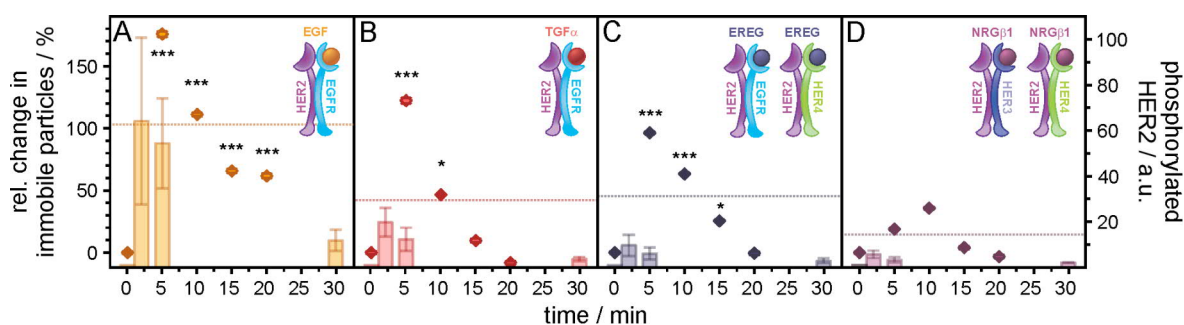 rel. change in
immobile particles / %
150
100
50
0
A
EGF
HER2
EGFR
***
***
***
***
0 5 10 15 20 25 30
B
TGFα
HER2
EGFR
***
*
0 5 10 15 20 25 30
C
EREG EREG
HER2
EGFR
HER2
HER4
***
***
*
0 5 10 15 20 25 30
D
NRGβ1 NRGβ1
HER2
HER3
HER2
HER4
0 5 10 15 20 25 30
100
80
60
40
20
phosphorylated
HER2 / a.u.
time / min